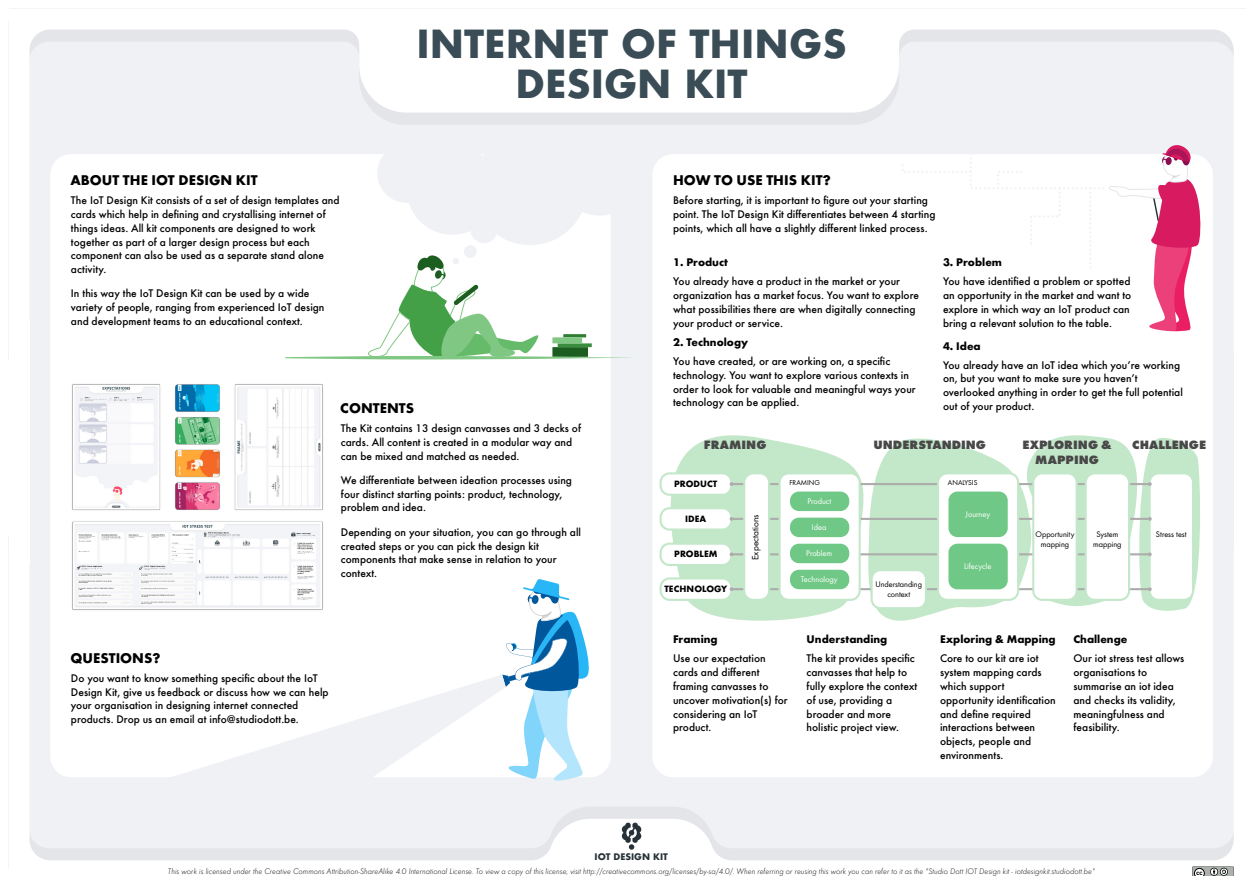 INTERNET OF THINGS
DESIGN KIT
ABOUT THE IOT DESIGN KIT
The IoT Design Kit consists of a set of design templates and
cards which help in defining and crystallising internet of
things ideas. All kit components are designed to work
together as part of a larger design process but each
component can also be used as a separate stand alone
activity.
In this way the IoT Design Kit can be used by a wide
variety of people, ranging from experienced IoT design
and development teams to an educational context.
EXPECTATIONS
IOT STRESS TEST
CONTENTS
The Kit contains 13 design canvasses and 3 decks of
cards. All content is created in a modular way and
can be mixed and matched as needed.
We differentiate between ideation processes using
four distinct starting points: product, technology,
problem and idea.
Depending on your situation, you can go through all
created steps or you can pick the design kit
components that make sense in relation to your
context.
QUESTIONS?
Do you want to know something specific about the IoT
Design Kit, give us feedback or discuss how we can help
your organisation in designing internet connected
products. Drop us an email at info@studiodott.be.
HOW TO USE THIS KIT?
Before starting, it is important to figure out your starting
point. The IoT Design Kit differentiates between 4 starting
points, which all have a slightly different linked process.
1. Product
You already have a product in the market or your
organization has a market focus. You want to explore
what possibilities there are when digitally connecting
your product or service.
2. Technology
You have created, or are working on, a specific
technology. You want to explore various contexts in
order to look for valuable and meaningful ways your
technology can be applied.
3. Problem
You have identified a problem or spotted
an opportunity in the market and want to
explore in which way an IoT product can
bring a relevant solution to the table.
4. Idea
You already have an IoT idea which you're working
on, but you want to make sure you haven't
overlooked anything in order to get the full potential
out of your product.
FRAMING
UNDERSTANDING
EXPLORING &
MAPPING
CHALLENGE
PRODUCT
IDEA
PROBLEM
TECHNOLOGY
Expectations
FRAMING
Product
Idea
Problem
Technology
Understanding
context
ANALYSIS
Journey
Lifecycle
Opportunity
mapping
System
mapping
Stress test
Framing
Use our expectation
cards and different
framing canvasses to
uncover motivation(s) for
considering an IoT
product.
Understanding
The kit provides specific
canvasses that help to
fully explore the context
of use, providing a
broader and more
holistic project view.
Exploring & Mapping
Core to our kit are iot
system mapping cards
which support
opportunity identification
and define required
interactions between
objects, people and
environments.
Challenge
Our iot stress test allows
organisations to
summarise an iot idea
and checks its validity,
meaningfulness and
feasibility.
IOT DESIGN KIT
This work is licensed under the Creative Commons Attribution-ShareAlike 4.0 International License. To view a copy of this license, visit http://creativecommons.org/licenses/by-sa/4.0/. When referring or reusing this work you can refer to it as the "Studio Dott IOT Design kit - iotdesignkit.studiodott.be"